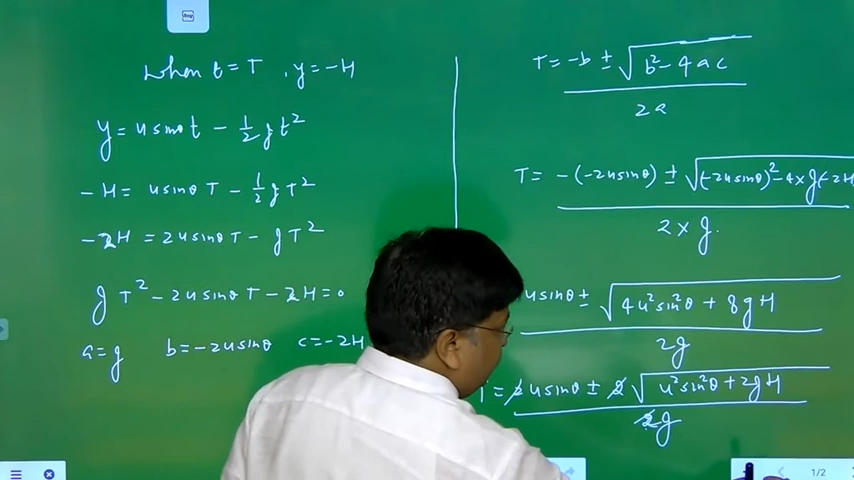 when t = T , y = -H
y = u sinθ t - 1/2 g t²
-H = u sinθ T - 1/2 g T²
-2H = 2u sinθ T - g T²
g T² - 2u sinθ T - 2H = 0
a = g b = -2u sinθ c = -2H
T = -b ± √(b² - 4ac) / 2a
T = -(-2u sinθ) ± √((-2u sinθ)² - 4×g(-2H / 2×g.
u sinθ ± √(4u² sin²θ + 8gH) / 2g
T = 2u sinθ ± 2√(u² sin²θ + 2gH) / 2g
1/2